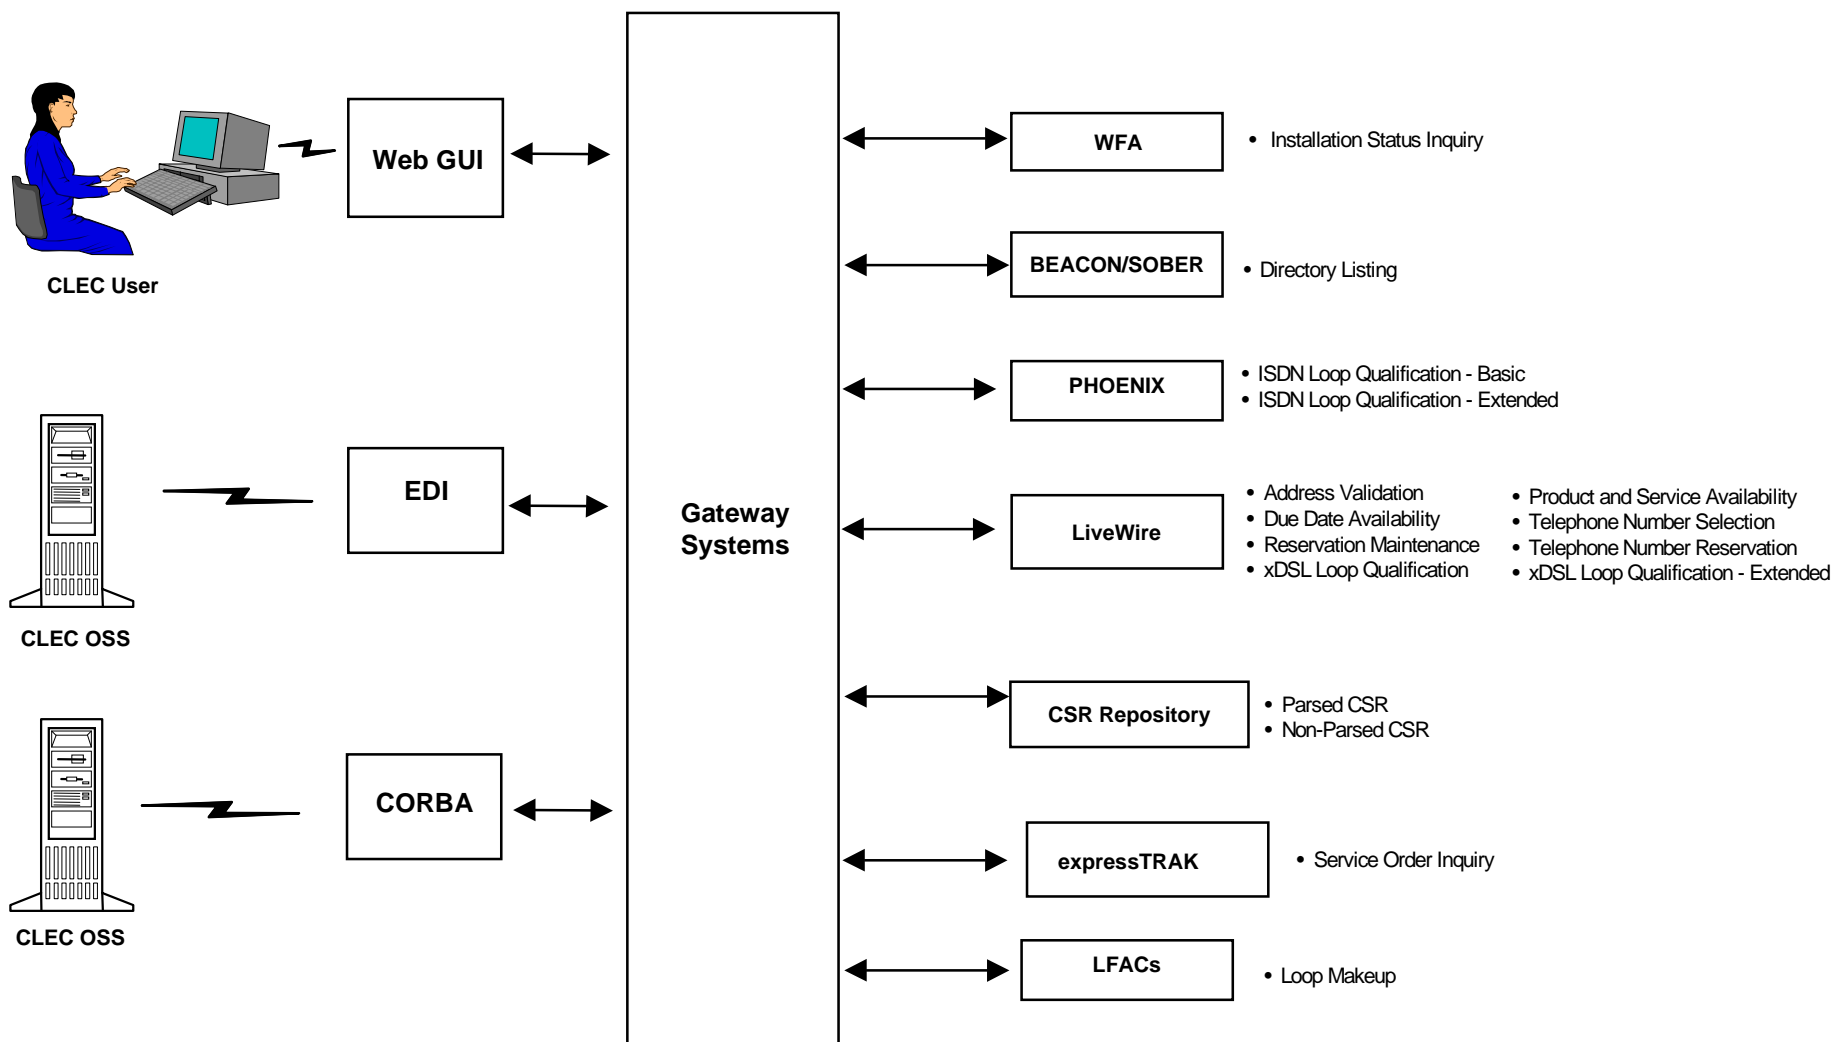 Web GUI
CLEC User
EDI
CLEC OSS
CORBA
CLEC OSS
Gateway
Systems
WFA
• Installation Status Inquiry
BEACON/SOBER
• Directory Listing
PHOENIX
• ISDN Loop Qualification - Basic
• ISDN Loop Qualification - Extended
LiveWire
• Address Validation
• Due Date Availability
• Reservation Maintenance
• xDSL Loop Qualification
• Product and Service Availability
• Telephone Number Selection
• Telephone Number Reservation
• xDSL Loop Qualification - Extended
CSR Repository
• Parsed CSR
• Non-Parsed CSR
expressTRAK
• Service Order Inquiry
LFACs
• Loop Makeup